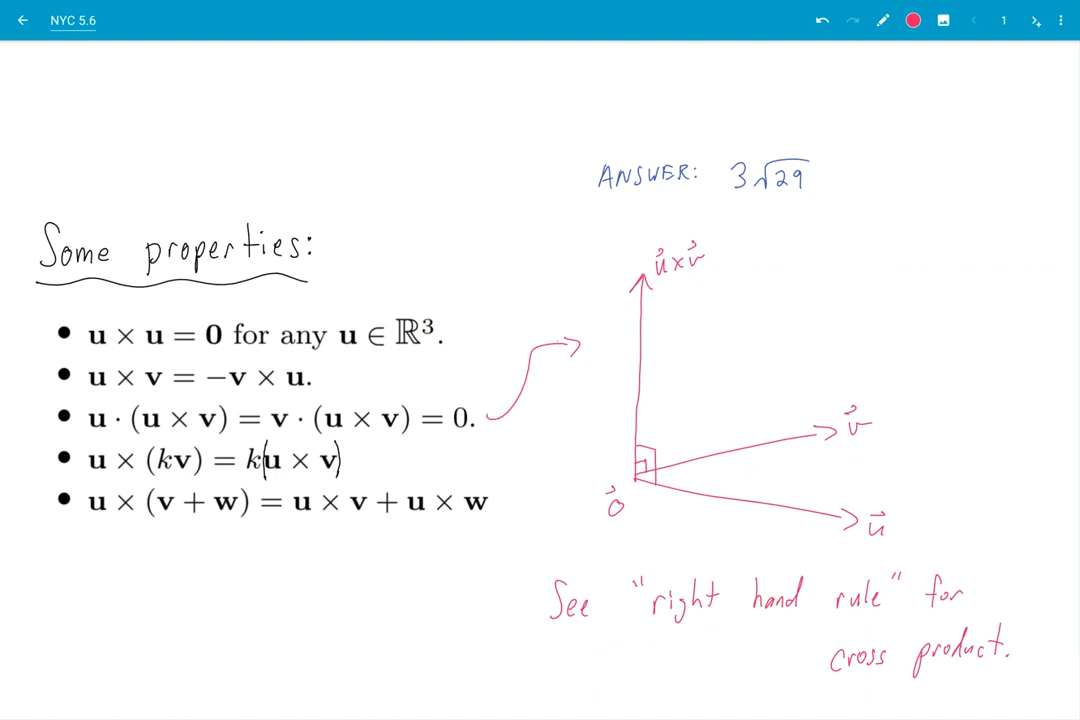 NYC 5.6
1
ANSWER: 3√29
Some properties:
• u × u = 0 for any u ∈ ℝ³.
• u × v = −v × u.
• u · (u × v) = v · (u × v) = 0.
• u × (kv) = k(u × v)
• u × (v + w) = u × v + u × w
u⃗ × v⃗
v⃗
0⃗
u⃗
See "right hand rule" for
cross product.